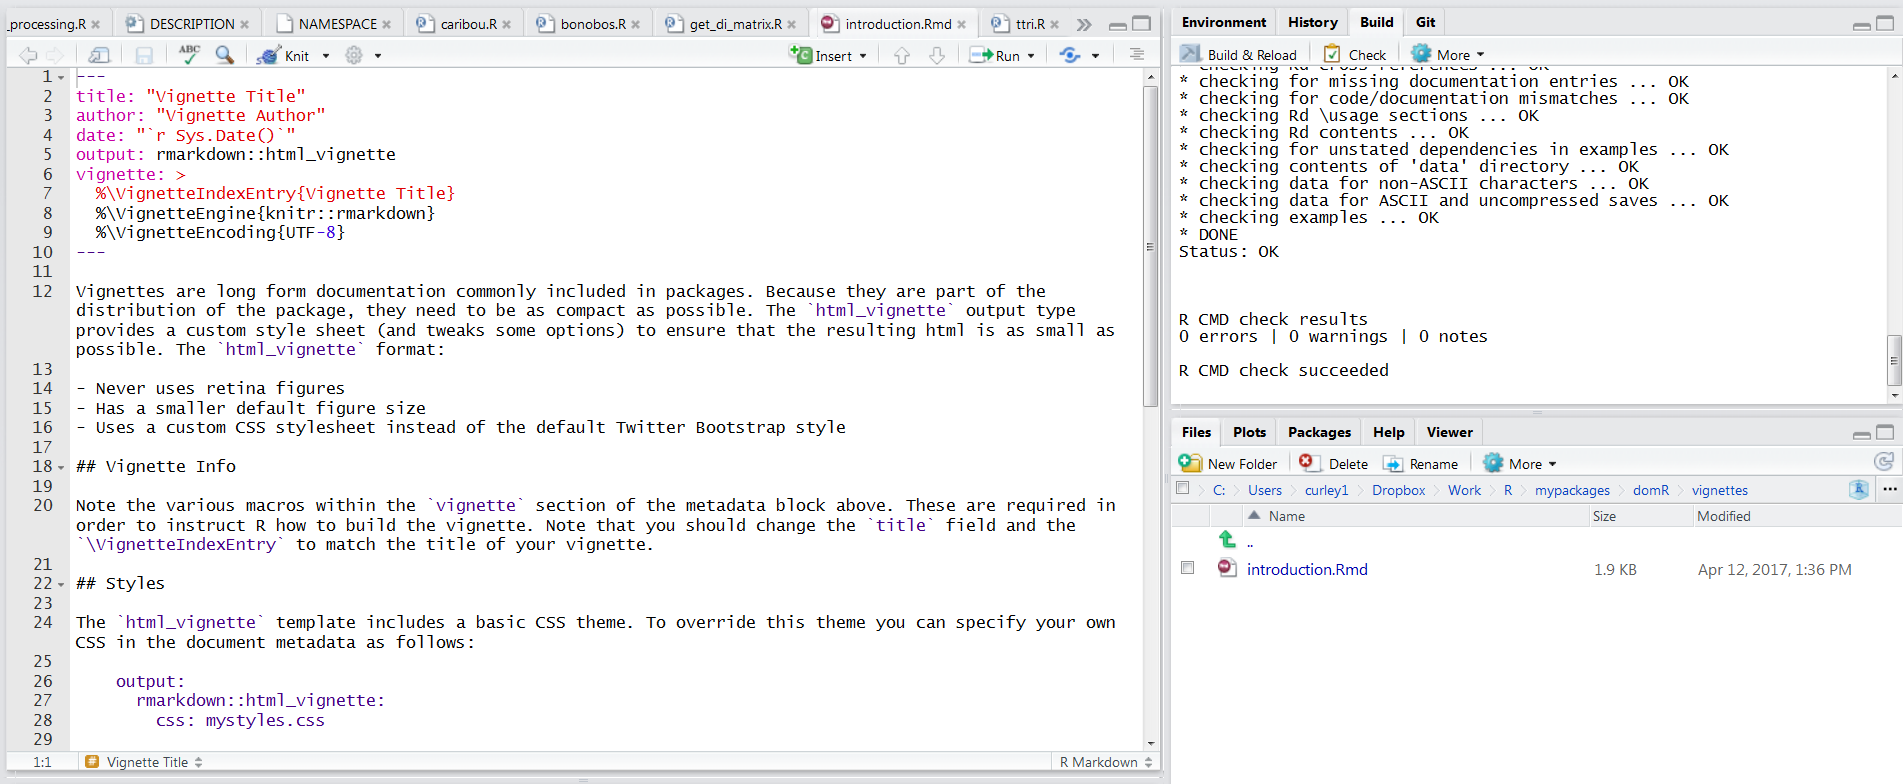 _processing.R
DESCRIPTION
NAMESPACE
caribou.R
bonobos.R
get_di_matrix.R
introduction.Rmd
ttri.R
ABC
Knit
Insert
Run
1 ---
2 title: "Vignette Title"
3 author: "Vignette Author"
4 date: "`r Sys.Date()`"
5 output: rmarkdown::html_vignette
6 vignette: >
7 %\VignetteIndexEntry{Vignette Title}
8 %\VignetteEngine{knitr::rmarkdown}
9 %\VignetteEncoding{UTF-8}
10 ---
11
12 Vignettes are long form documentation commonly included in packages. Because they are part of the
distribution of the package, they need to be as compact as possible. The `html_vignette` output type
provides a custom style sheet (and tweaks some options) to ensure that the resulting html is as small as
possible. The `html_vignette` format:
13
14 - Never uses retina figures
15 - Has a smaller default figure size
16 - Uses a custom CSS stylesheet instead of the default Twitter Bootstrap style
17
18 ## Vignette Info
19
20 Note the various macros within the `vignette` section of the metadata block above. These are required in
order to instruct R how to build the vignette. Note that you should change the `title` field and the
`\VignetteIndexEntry` to match the title of your vignette.
21
22 ## Styles
23
24 The `html_vignette` template includes a basic CSS theme. To override this theme you can specify your own
CSS in the document metadata as follows:
25
26 output:
27 rmarkdown::html_vignette:
28 css: mystyles.css
29
1:1 # Vignette Title R Markdown
Environment History Build Git
Build & Reload Check More
* checking Rd cross-references ... OK
* checking for missing documentation entries ... OK
* checking for code/documentation mismatches ... OK
* checking Rd \usage sections ... OK
* checking Rd contents ... OK
* checking for unstated dependencies in examples ... OK
* checking contents of 'data' directory ... OK
* checking data for non-ASCII characters ... OK
* checking data for ASCII and uncompressed saves ... OK
* checking examples ... OK
* DONE
Status: OK
R CMD check results
0 errors | 0 warnings | 0 notes
R CMD check succeeded
Files Plots Packages Help Viewer
New Folder Delete Rename More
C: Users curley1 Dropbox Work R mypackages domR vignettes ...
Name Size Modified
..
introduction.Rmd 1.9 KB Apr 12, 2017, 1:36 PM